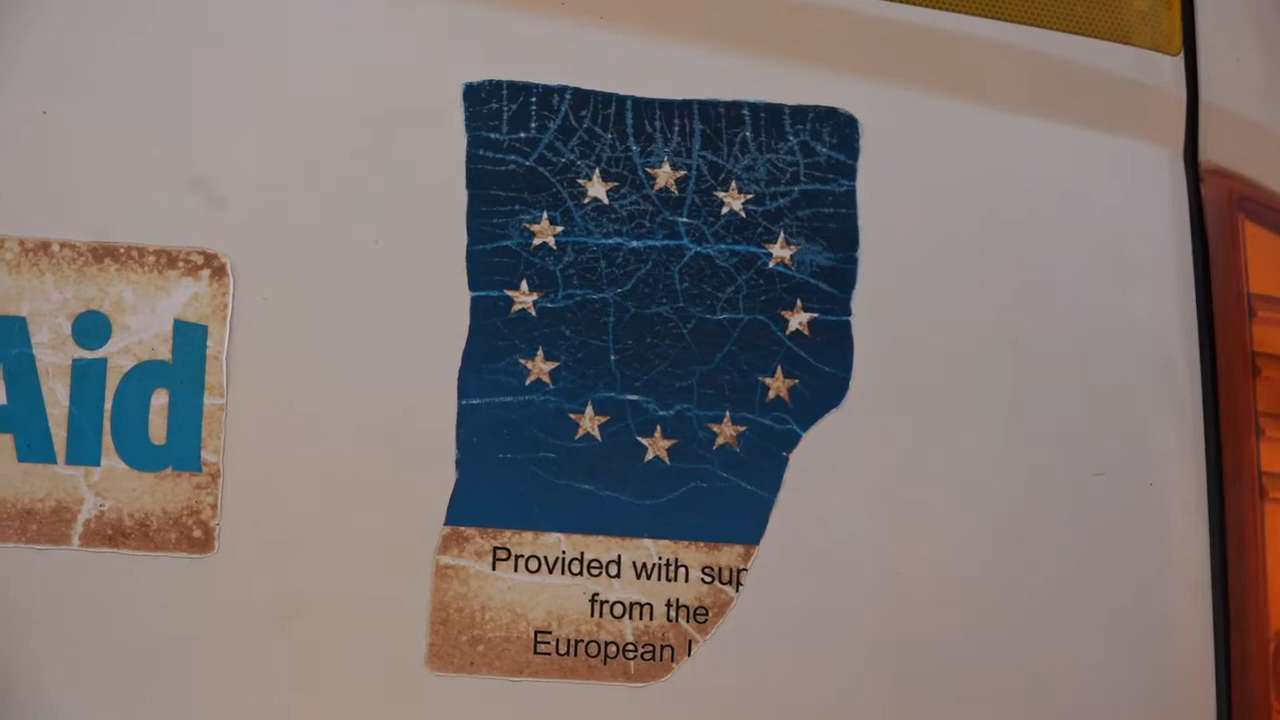 Aid
Provided with sup
from the
European